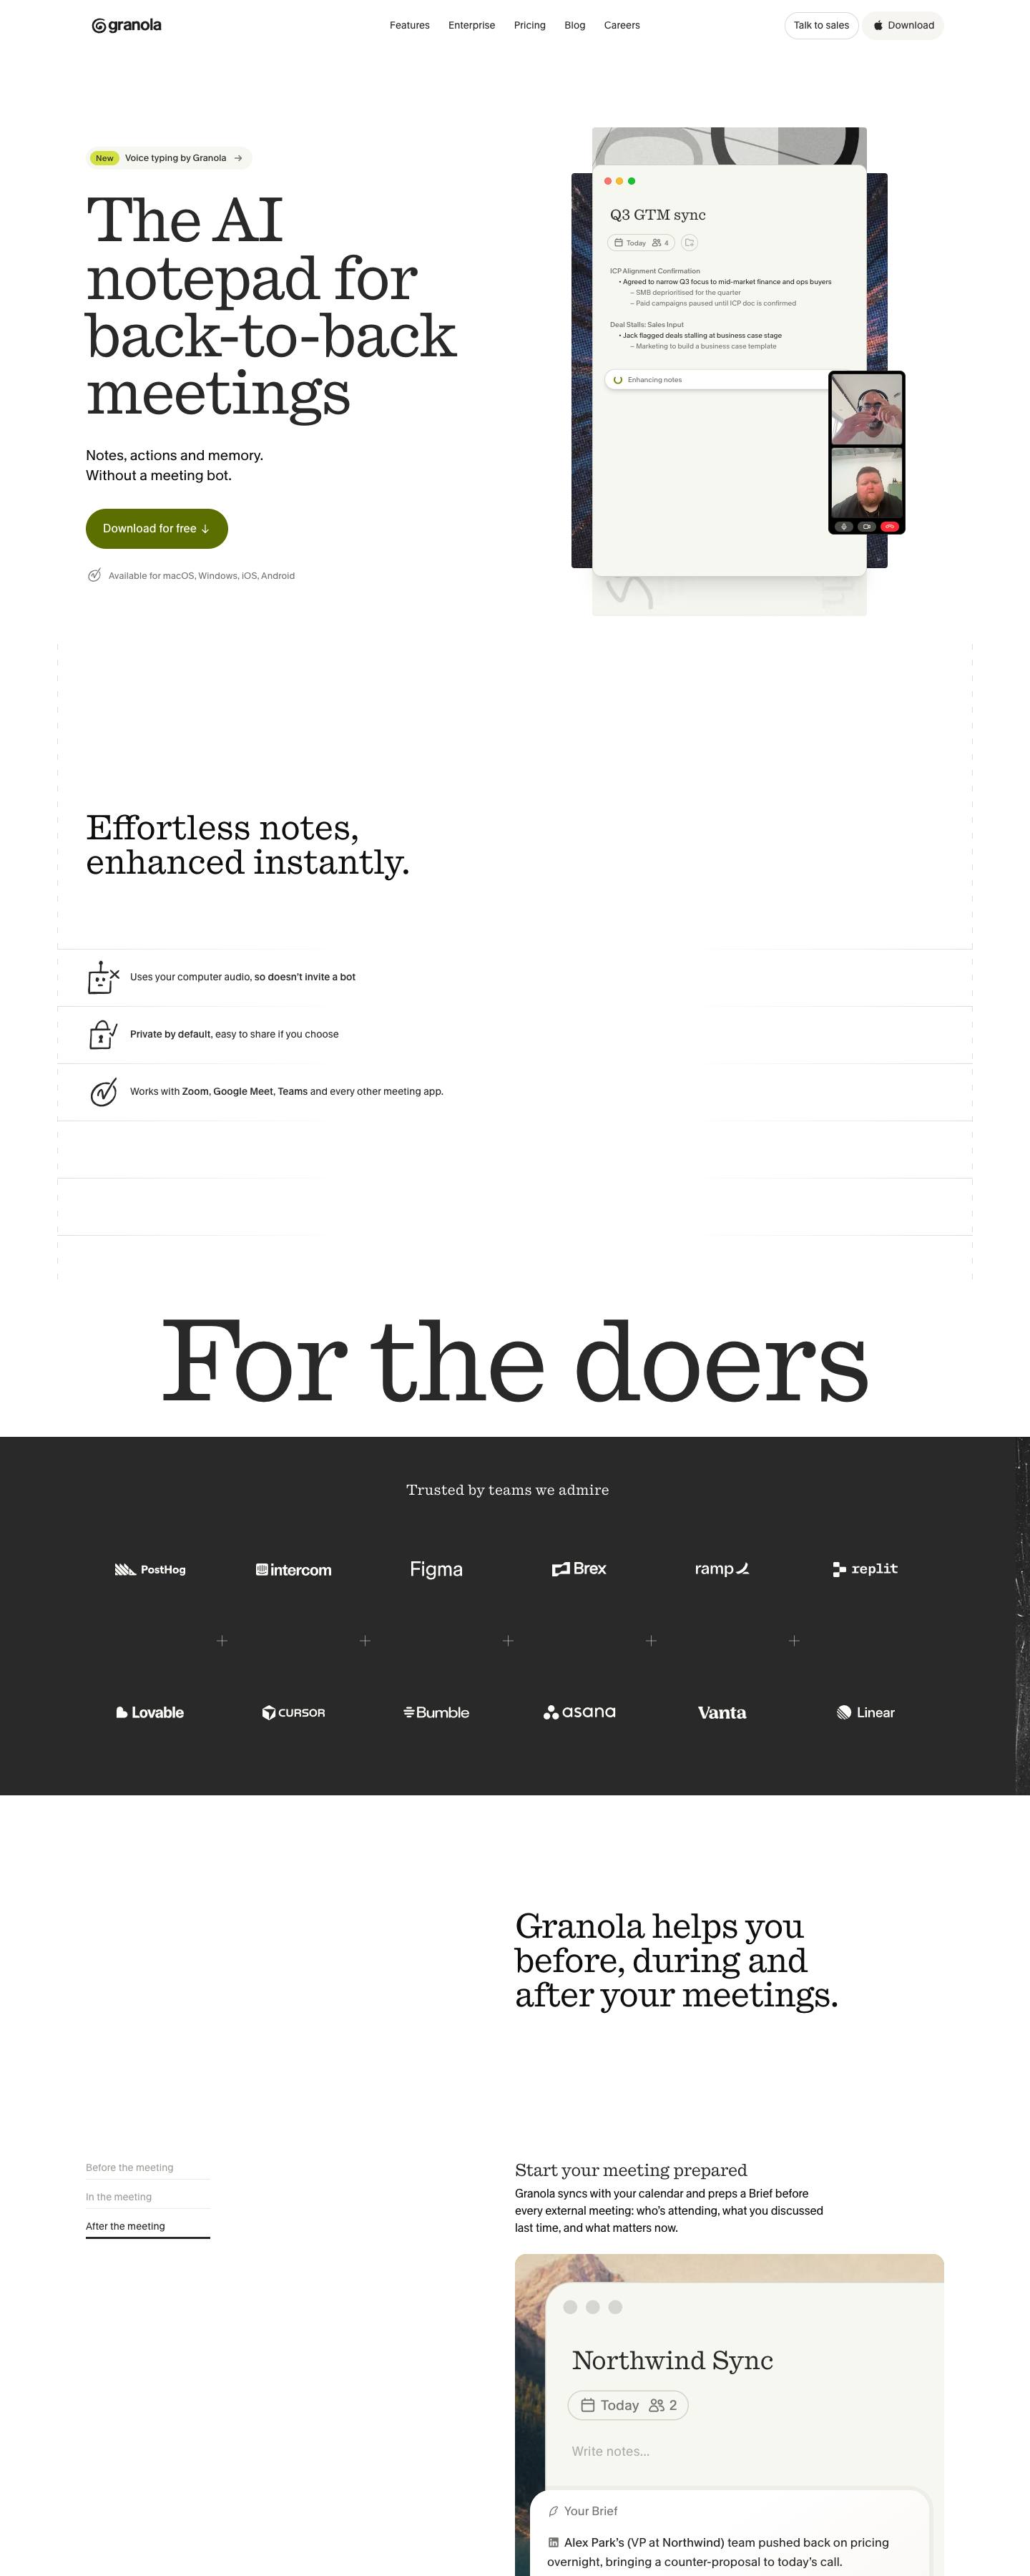 granola
Features
Enterprise
Pricing
Blog
Careers
Talk to sales
Download
New
Voice typing by Granola →
The AI
notepad for
back-to-back
meetings
Notes, actions and memory.
Without a meeting bot.
Download for free ↓
Available for macOS, Windows, iOS, Android
Q3 GTM sync
Today
4
ICP Alignment Confirmation
• Agreed to narrow Q3 focus to mid-market finance and ops buyers
– SMB deprioritised for the quarter
– Paid campaigns paused until ICP doc is confirmed
Deal Stalls: Sales Input
• Jack flagged deals stalling at business case stage
– Marketing to build a business case template
Enhancing notes
Effortless notes,
enhanced instantly.
Uses your computer audio, so doesn't invite a bot
Private by default, easy to share if you choose
Works with Zoom, Google Meet, Teams and every other meeting app.
For the doers
Trusted by teams we admire
PostHog
intercom
Figma
Brex
ramp
replit
Lovable
CURSOR
Bumble
asana
Vanta
Linear
Granola helps you
before, during and
after your meetings.
Before the meeting
In the meeting
After the meeting
Start your meeting prepared
Granola syncs with your calendar and preps a Brief before
every external meeting: who's attending, what you discussed
last time, and what matters now.
Northwind Sync
Today
2
Write notes...
Your Brief
Alex Park's (VP at Northwind) team pushed back on pricing
overnight, bringing a counter-proposal to today's call.